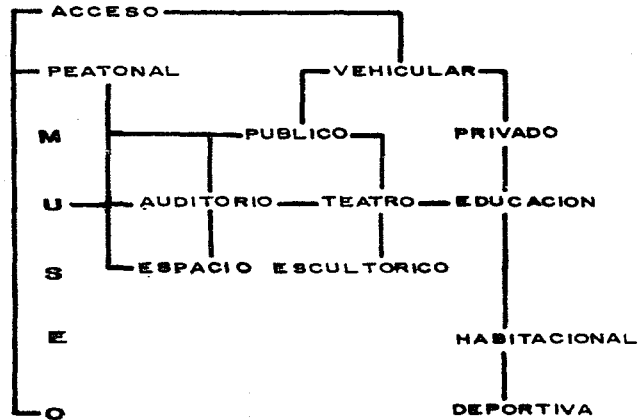 ACCESO
PEATONAL VEHICULAR
M PUBLICO PRIVADO
U AUDITORIO TEATRO EDUCACION
S ESPACIO ESCULTORICO
E HABITACIONAL
O DEPORTIVA